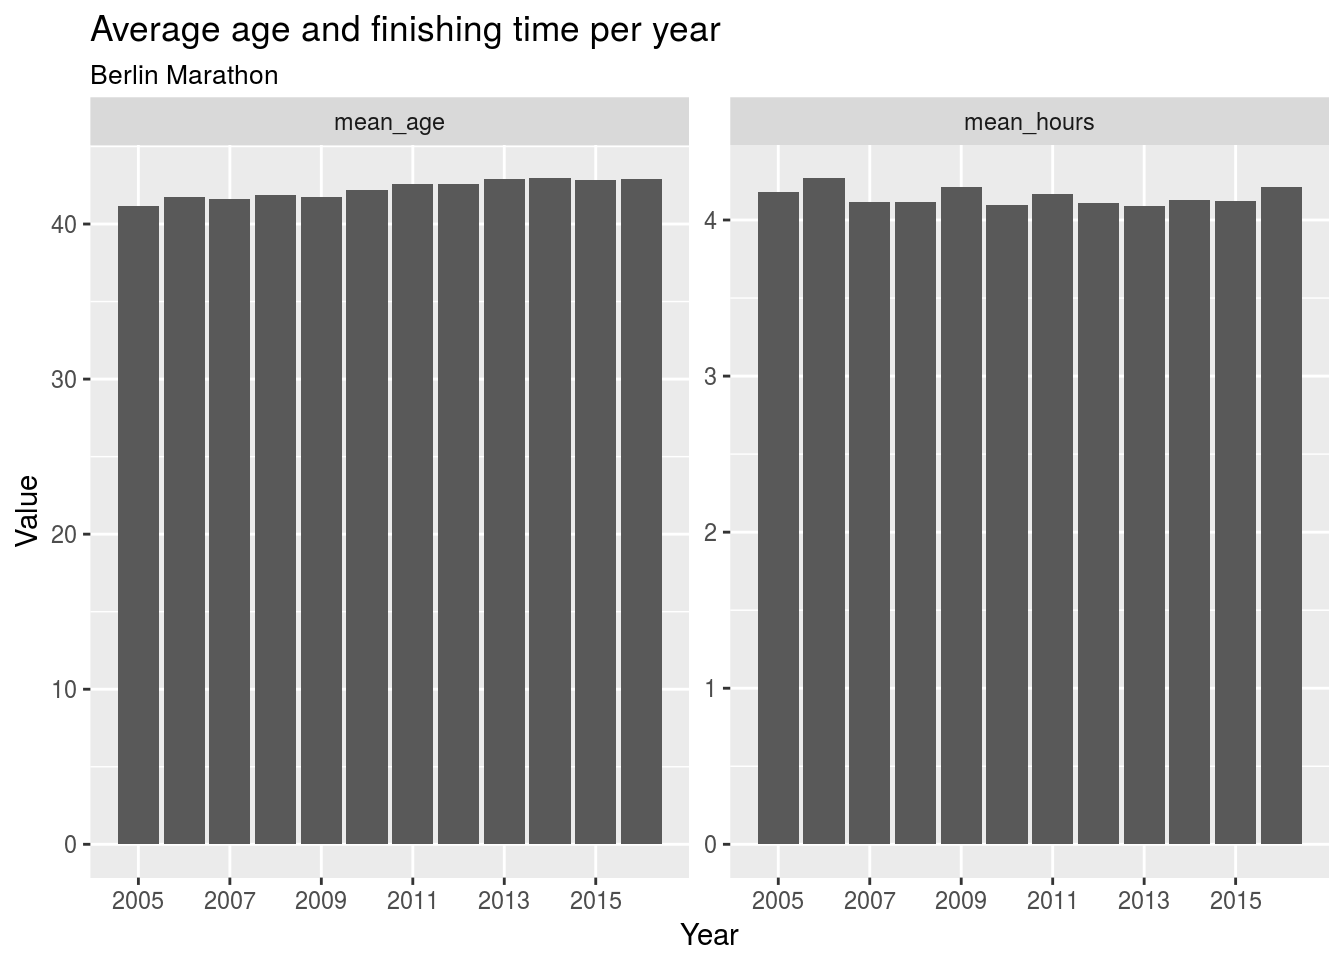 Average age and finishing time per year
Berlin Marathon
mean_age
mean_hours
Value
40
30
20
10
0
4
3
2
1
0
2005 2007 2009 2011 2013 2015
2005 2007 2009 2011 2013 2015
Year